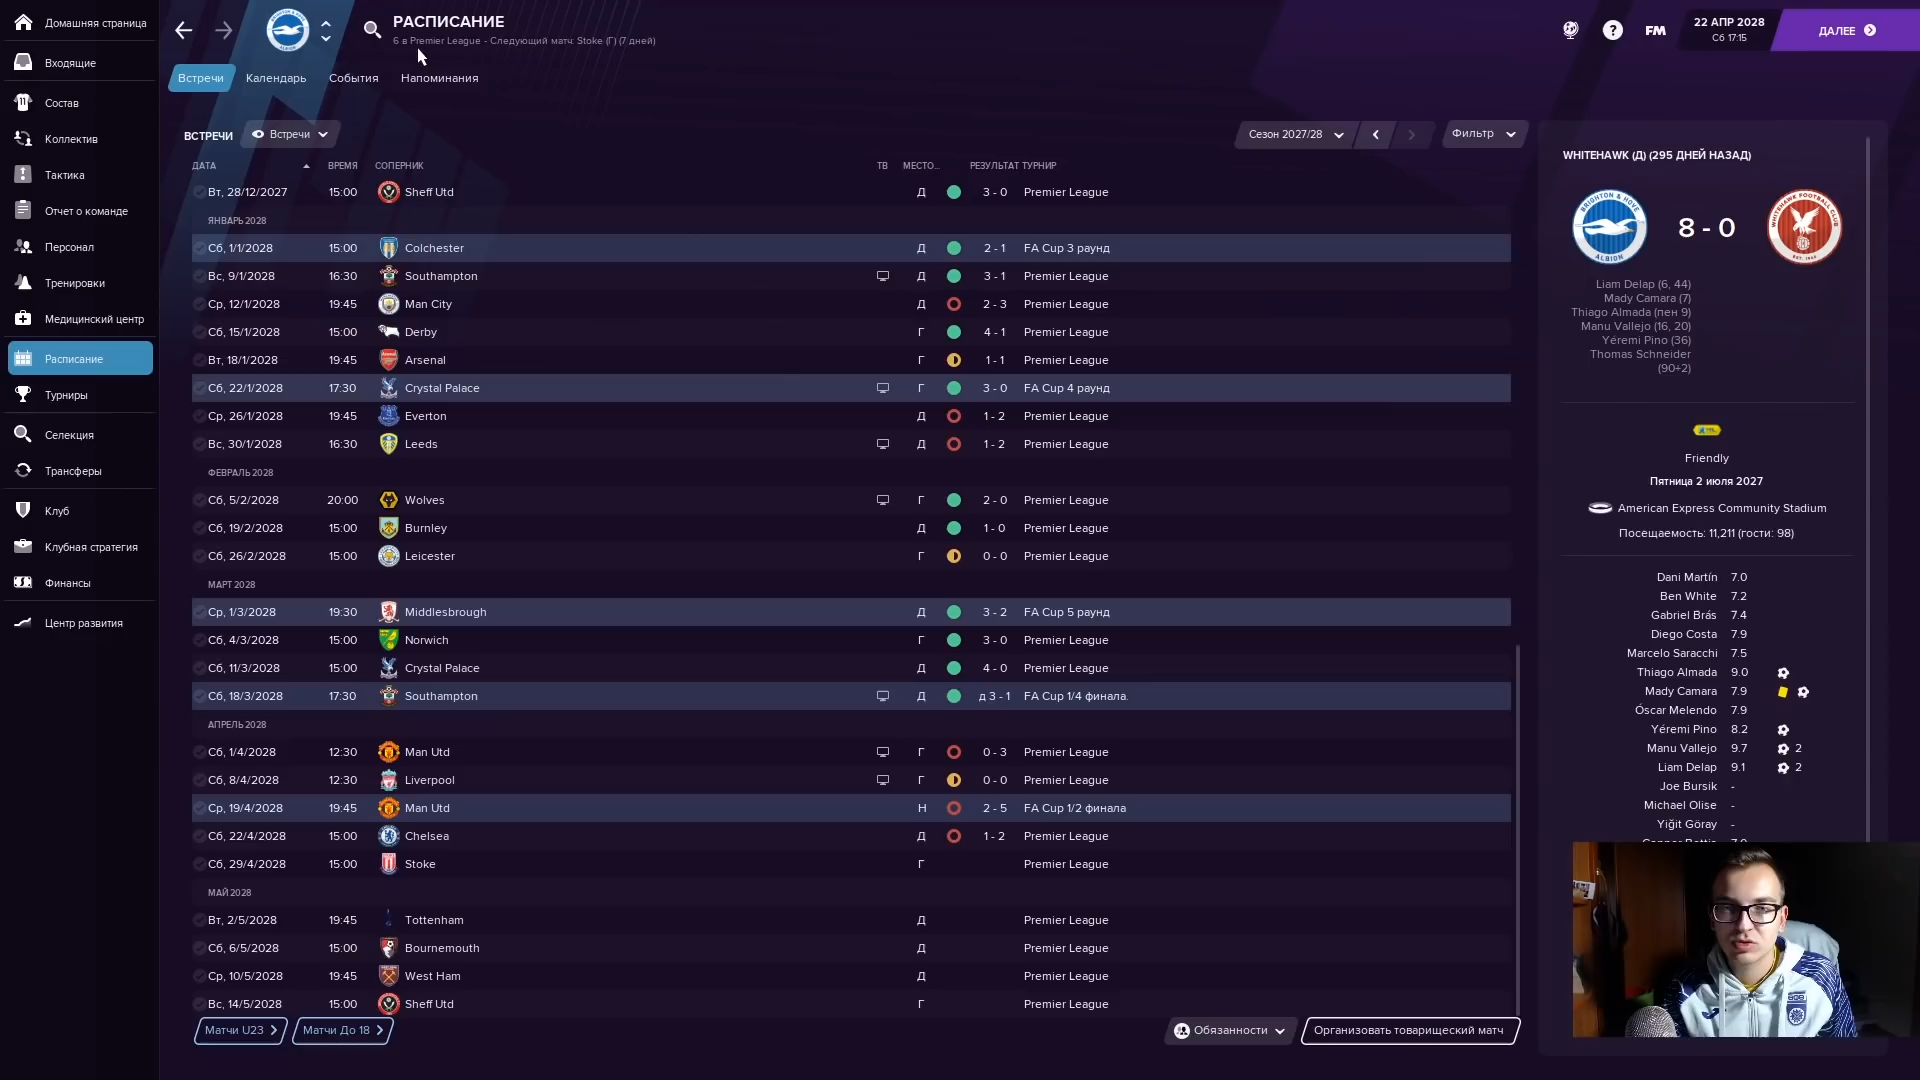 Домашняя страница
Входящие
Состав
Коллектив
Тактика
Отчет о команде
Персонал
Тренировки
Медицинский центр
Расписание
Турниры
Селекция
Трансферы
Клуб
Клубная стратегия
Финансы
Центр развития
РАСПИСАНИЕ
6 в Premier League - Следующий матч: Stoke (Г) (7 дней)
FM
22 АПР 2028
Сб 17:15
ДАЛЕЕ
Встречи Календарь События Напоминания
ВСТРЕЧИ Встречи
Сезон 2027/28 Фильтр
ДАТА ВРЕМЯ СОПЕРНИК ТВ МЕСТО... РЕЗУЛЬТАТ ТУРНИР
Вт, 28/12/2027 15:00 Sheff Utd Д 3 - 0 Premier League
ЯНВАРЬ 2028
Сб, 1/1/2028 15:00 Colchester Д 2 - 1 FA Cup 3 раунд
Вс, 9/1/2028 16:30 Southampton Д 3 - 1 Premier League
Ср, 12/1/2028 19:45 Man City Д 2 - 3 Premier League
Сб, 15/1/2028 15:00 Derby Г 4 - 1 Premier League
Вт, 18/1/2028 19:45 Arsenal Г 1 - 1 Premier League
Сб, 22/1/2028 17:30 Crystal Palace Г 3 - 0 FA Cup 4 раунд
Ср, 26/1/2028 19:45 Everton Д 1 - 2 Premier League
Вс, 30/1/2028 16:30 Leeds Д 1 - 2 Premier League
ФЕВРАЛЬ 2028
Сб, 5/2/2028 20:00 Wolves Г 2 - 0 Premier League
Сб, 19/2/2028 15:00 Burnley Д 1 - 0 Premier League
Сб, 26/2/2028 15:00 Leicester Г 0 - 0 Premier League
МАРТ 2028
Ср, 1/3/2028 19:30 Middlesbrough Д 3 - 2 FA Cup 5 раунд
Сб, 4/3/2028 15:00 Norwich Г 3 - 0 Premier League
Сб, 11/3/2028 15:00 Crystal Palace Д 4 - 0 Premier League
Сб, 18/3/2028 17:30 Southampton Д д 3 - 1 FA Cup 1/4 финала.
АПРЕЛЬ 2028
Сб, 1/4/2028 12:30 Man Utd Г 0 - 3 Premier League
Сб, 8/4/2028 12:30 Liverpool Г 0 - 0 Premier League
Ср, 19/4/2028 19:45 Man Utd Н 2 - 5 FA Cup 1/2 финала
Сб, 22/4/2028 15:00 Chelsea Д 1 - 2 Premier League
Сб, 29/4/2028 15:00 Stoke Г Premier League
МАЙ 2028
Вт, 2/5/2028 19:45 Tottenham Д Premier League
Сб, 6/5/2028 15:00 Bournemouth Д Premier League
Ср, 10/5/2028 19:45 West Ham Д Premier League
Вс, 14/5/2028 15:00 Sheff Utd Г Premier League
Матчи U23 Матчи До 18 Обязанности Организовать товарищеский матч
WHITEHAWK (Д) (295 ДНЕЙ НАЗАД)
BRIGHTON & HOVE ALBION
8 - 0
WHITEHAWK FOOTBALL CLUB
Liam Delap (6, 44)
Mady Camara (7)
Thiago Almada (пен 9)
Manu Vallejo (16, 20)
Yéremi Pino (36)
Thomas Schneider
(90+2)
Friendly
Пятница 2 июля 2027
American Express Community Stadium
Посещаемость: 11,211 (гости: 98)
Dani Martín 7.0
Ben White 7.2
Gabriel Brás 7.4
Diego Costa 7.9
Marcelo Saracchi 7.5
Thiago Almada 9.0
Mady Camara 7.9
Óscar Melendo 7.9
Yéremi Pino 8.2
Manu Vallejo 9.7 2
Liam Delap 9.1 2
Joe Bursik -
Michael Olise -
Yiğit Göray -